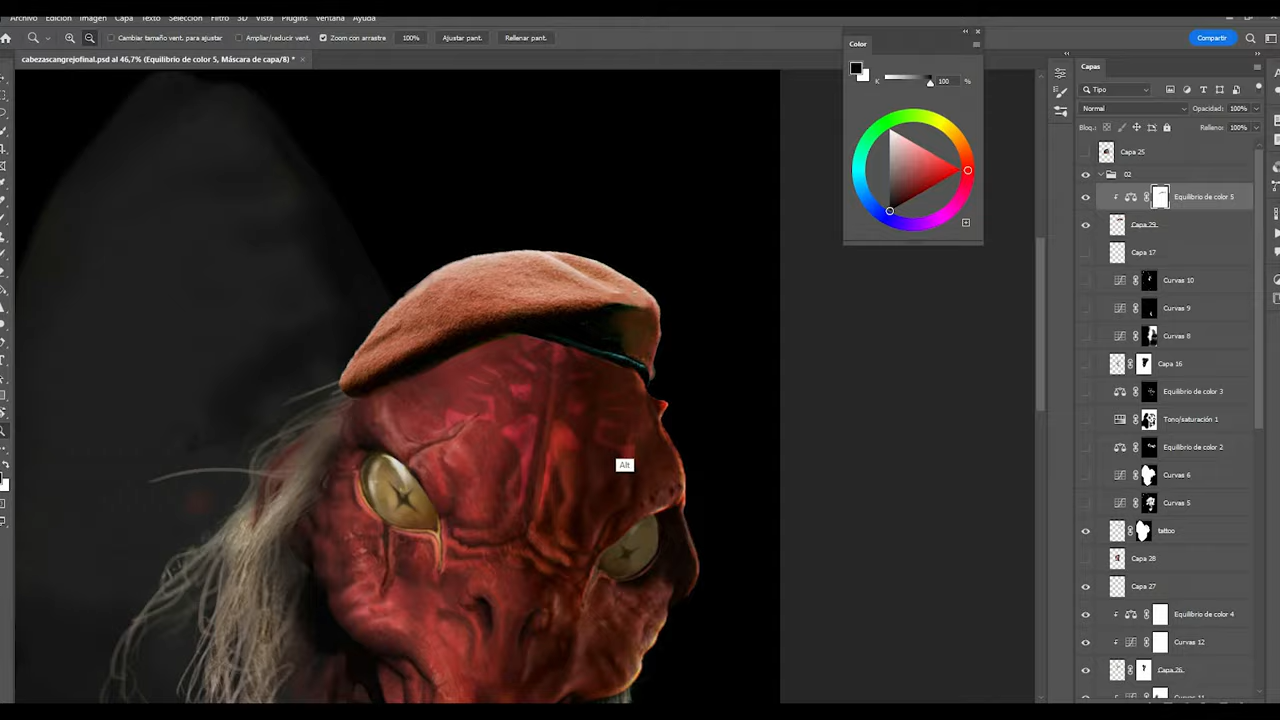 Archivo Edición Imagen Capa Texto Selección Filtro 3D Vista Plugins Ventana Ayuda
Cambiar tamaño vent. para ajustar Ampliar/reducir vent. Zoom con arrastre 100% Ajustar pant. Rellenar pant. Compartir
cabezascangrejofinal.psd al 46,7% (Equilibrio de color 5, Máscara de capa/8) *
Color
K 100 %
Capas
Tipo
Normal Opacidad: 100%
Bloq.: Relleno: 100%
Capa 25
02
Equilibrio de color 5
Capa 29
Capa 17
Curvas 10
Curvas 9
Curvas 8
Capa 16
Equilibrio de color 3
Tono/saturación 1
Equilibrio de color 2
Curvas 6
Curvas 5
tattoo
Capa 28
Capa 27
Equilibrio de color 4
Curvas 12
Capa 26
Curvas 11
Alt